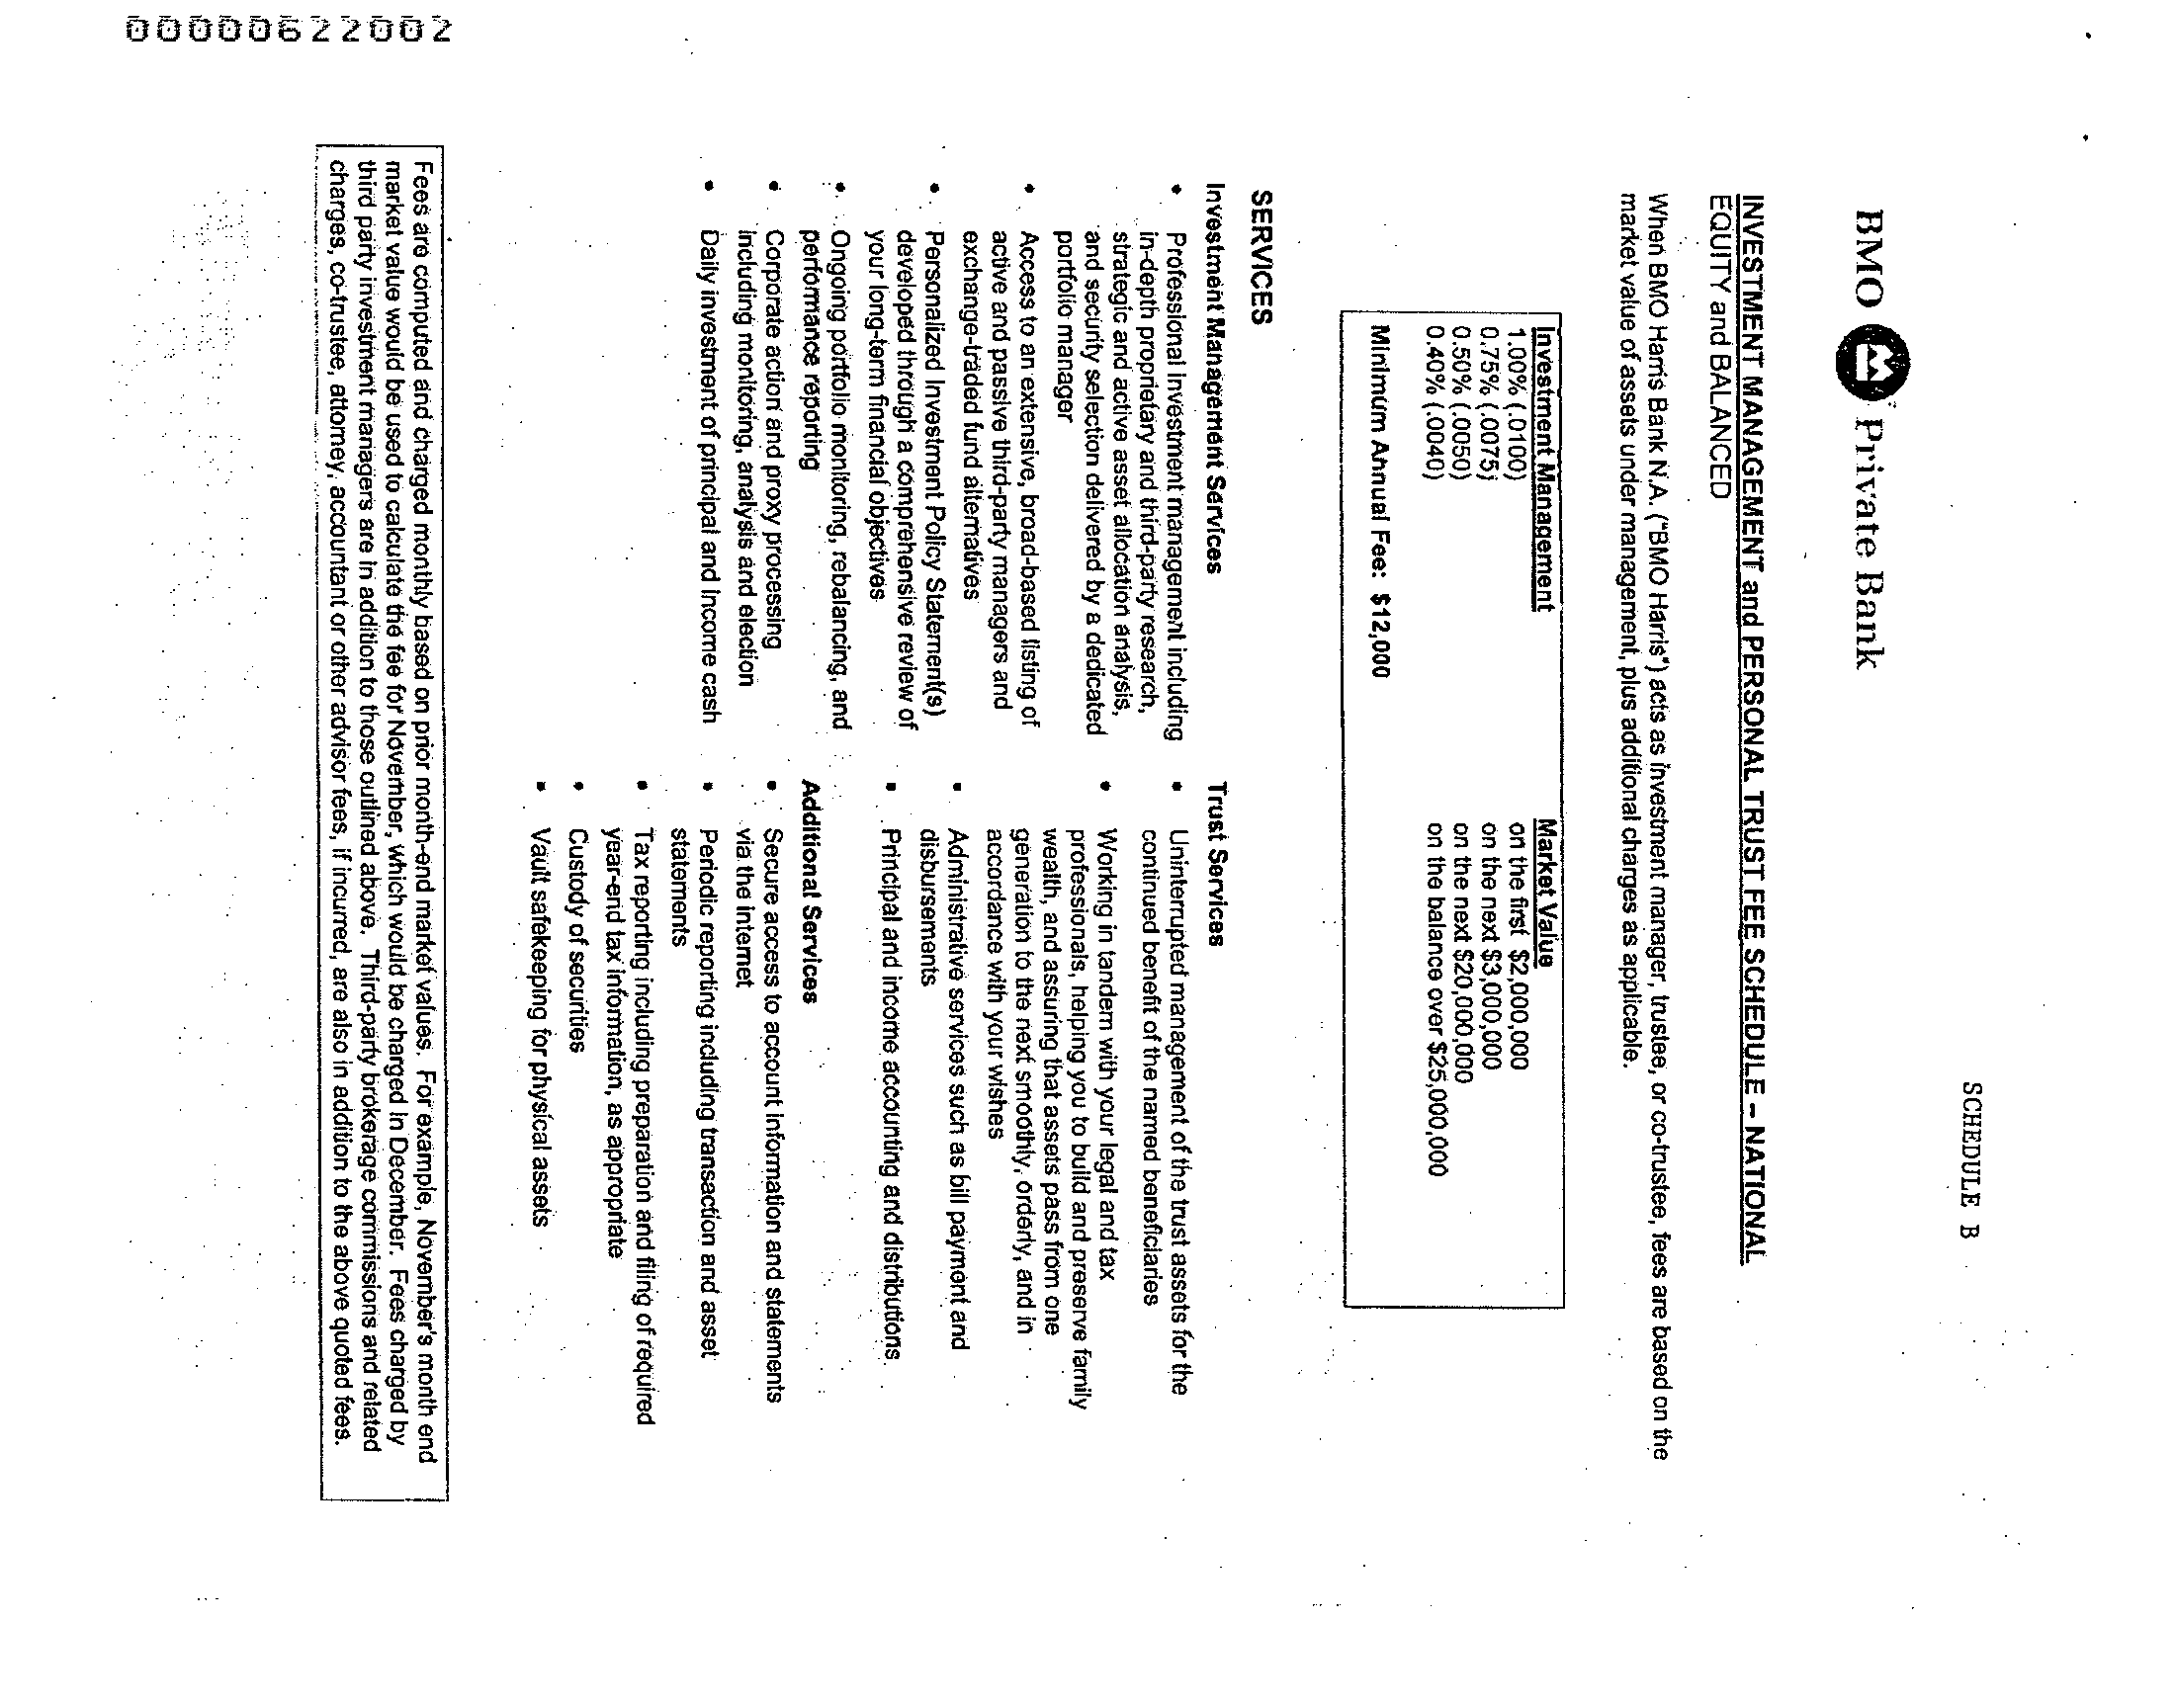 SCHEDULE B
BMO Private Bank
INVESTMENT MANAGEMENT and PERSONAL TRUST FEE SCHEDULE – NATIONAL
EQUITY and BALANCED
When BMO Harris Bank N.A. ("BMO Harris") acts as investment manager, trustee, or co-trustee, fees are based on the
market value of assets under management, plus additional charges as applicable.
Investment Management Market Value
1.00% (.0100) on the first $2,000,000
0.75% (.0075) on the next $3,000,000
0.50% (.0050) on the next $20,000,000
0.40% (.0040) on the balance over $25,000,000
Minimum Annual Fee: $12,000
SERVICES
Investment Management Services
• Professional investment management including
in-depth proprietary and third-party research,
strategic and active asset allocation analysis,
and security selection delivered by a dedicated
portfolio manager
• Access to an extensive, broad-based listing of
active and passive third-party managers and
exchange-traded fund alternatives
• Personalized Investment Policy Statement(s)
developed through a comprehensive review of
your long-term financial objectives
• Ongoing portfolio monitoring, rebalancing, and
performance reporting
• Corporate action and proxy processing
including monitoring, analysis and election
• Daily investment of principal and income cash
Trust Services
• Uninterrupted management of the trust assets for the
continued benefit of the named beneficiaries
• Working in tandem with your legal and tax
professionals, helping you to build and preserve family
wealth, and assuring that assets pass from one
generation to the next smoothly, orderly, and in
accordance with your wishes
• Administrative services such as bill payment and
disbursements
• Principal and income accounting and distributions
Additional Services
• Secure access to account information and statements
via the internet
• Periodic reporting including transaction and asset
statements
• Tax reporting including preparation and filing of required
year-end tax information, as appropriate
• Custody of securities
• Vault safekeeping for physical assets
Fees are computed and charged monthly based on prior month-end market values. For example, November's month end
market value would be used to calculate the fee for November, which would be charged in December. Fees charged by
third party investment managers are in addition to those outlined above. Third-party brokerage commissions and related
charges, co-trustee, attorney, accountant or other advisor fees, if incurred, are also in addition to the above quoted fees.
00000622002